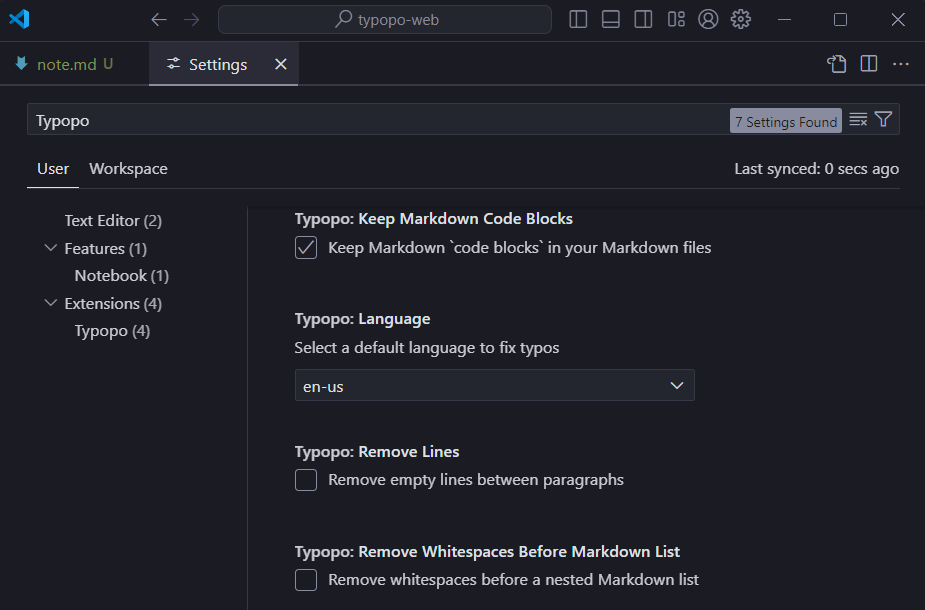 typopo-web
note.md U
Settings
Typopo
7 Settings Found
User
Workspace
Last synced: 0 secs ago
Text Editor (2)
Features (1)
Notebook (1)
Extensions (4)
Typopo (4)
Typopo: Keep Markdown Code Blocks
Keep Markdown `code blocks` in your Markdown files
Typopo: Language
Select a default language to fix typos
en-us
Typopo: Remove Lines
Remove empty lines between paragraphs
Typopo: Remove Whitespaces Before Markdown List
Remove whitespaces before a nested Markdown list